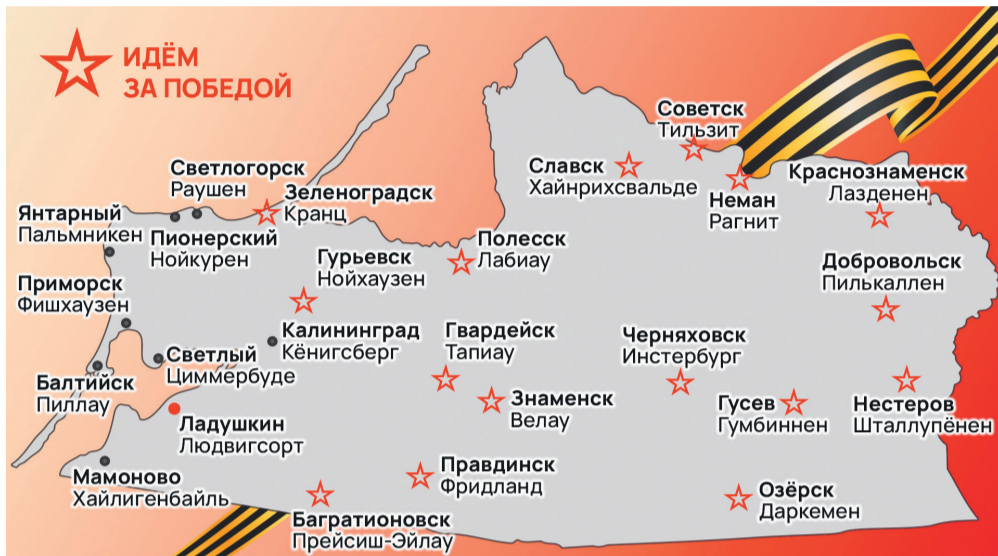 ИДЁМ
ЗА ПОБЕДОЙ
Советск
Тильзит
Славск
Хайнрихсвальде
Краснознаменск
Лазденен
Неман
Рагнит
Светлогорск
Раушен
Зеленоградск
Кранц
Янтарный
Пальмникен
Пионерский
Нойкурен
Полесск
Лабиау
Гурьевск
Нойхаузен
Добровольск
Пилькаллен
Приморск
Фишхаузен
Калининград
Кёнигсберг
Гвардейск
Тапиау
Черняховск
Инстербург
Светлый
Циммербуде
Балтийск
Пиллау
Знаменск
Велау
Гусев
Гумбиннен
Нестеров
Шталлупёнен
Ладушкин
Людвигсорт
Мамоново
Хайлигенбайль
Правдинск
Фридланд
Озёрск
Даркемен
Багратионовск
Прейсиш-Эйлау